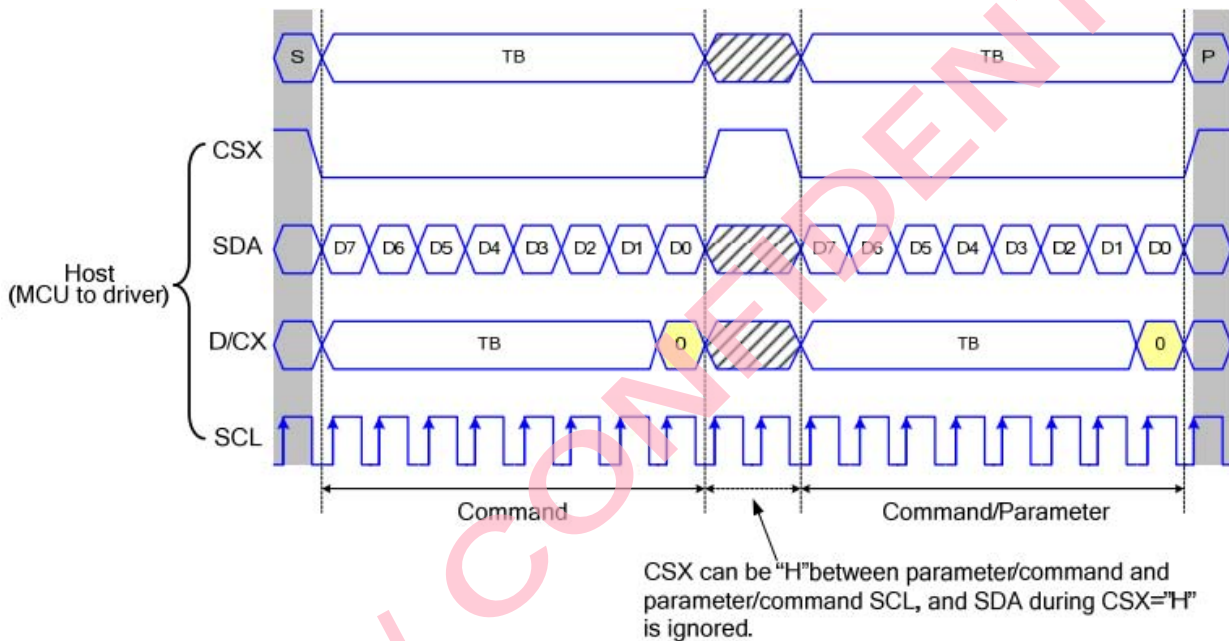 S TB TB P
CSX
SDA D7 D6 D5 D4 D3 D2 D1 D0 D7 D6 D5 D4 D3 D2 D1 D0
Host
(MCU to driver)
D/CX TB 0 TB 0
SCL
Command Command/Parameter
CSX can be “H”between parameter/command and
parameter/command SCL, and SDA during CSX=”H”
is ignored.
CONFIDENT